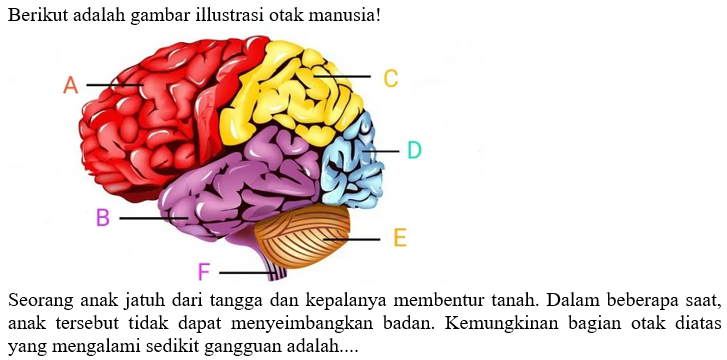 Berikut adalah gambar illustrasi otak manusia!
A
C
D
B
E
F
Seorang anak jatuh dari tangga dan kepalanya membentur tanah. Dalam beberapa saat,
anak tersebut tidak dapat menyeimbangkan badan. Kemungkinan bagian otak diatas
yang mengalami sedikit gangguan adalah....